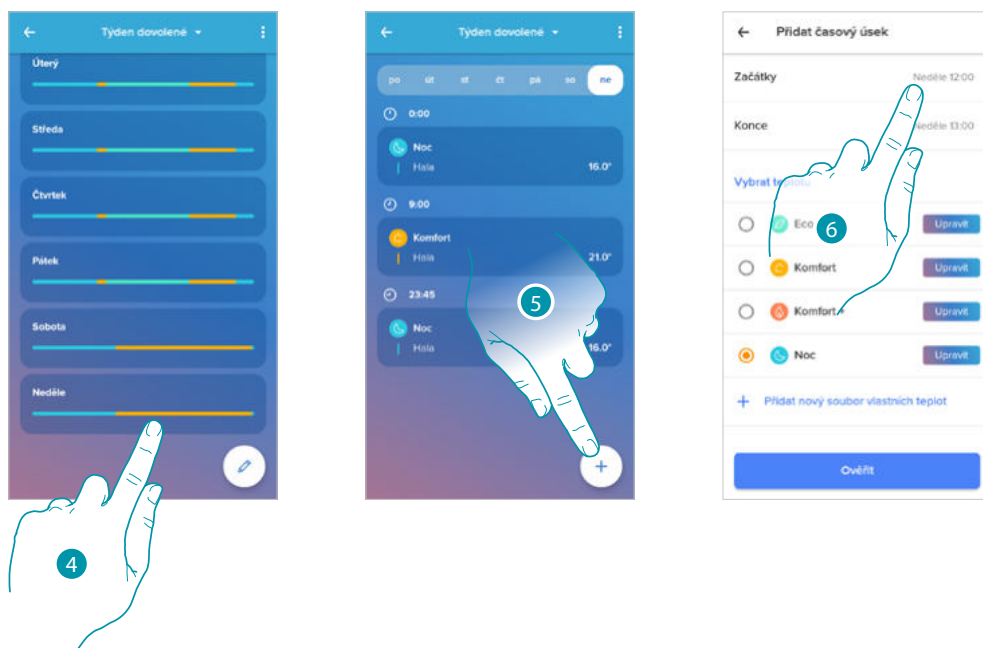 Týden dovolené
Úterý
Středa
Čtvrtek
Pátek
Sobota
Neděle
4
Týden dovolené
po út st čt pá so ne
0:00
Noc
Hala 16.0°
9:00
Komfort
Hala 21.0°
23:45
Noc
Hala 16.0°
5
Přidat časový úsek
Začátky Neděle 12:00
Konce Neděle 13:00
Vybrat teplotu
Eco Upravit
6
Komfort Upravit
Komfort + Upravit
Noc Upravit
+ Přidat nový soubor vlastních teplot
Ověřit